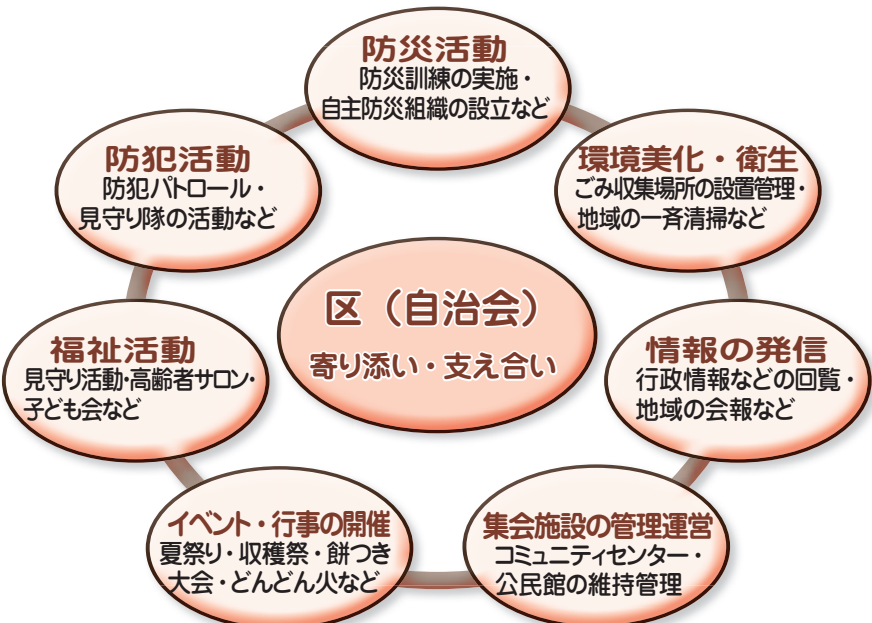 防災活動
防災訓練の実施・
自主防災組織の設立など
防犯活動
防犯パトロール・
見守り隊の活動など
環境美化・衛生
ごみ収集場所の設置管理・
地域の一斉清掃など
区（自治会）
寄り添い・支え合い
福祉活動
見守り活動・高齢者サロン・
子ども会など
情報の発信
行政情報などの回覧・
地域の会報など
イベント・行事の開催
夏祭り・収穫祭・餅つき
大会・どんどん火など
集会施設の管理運営
コミュニティセンター・
公民館の維持管理